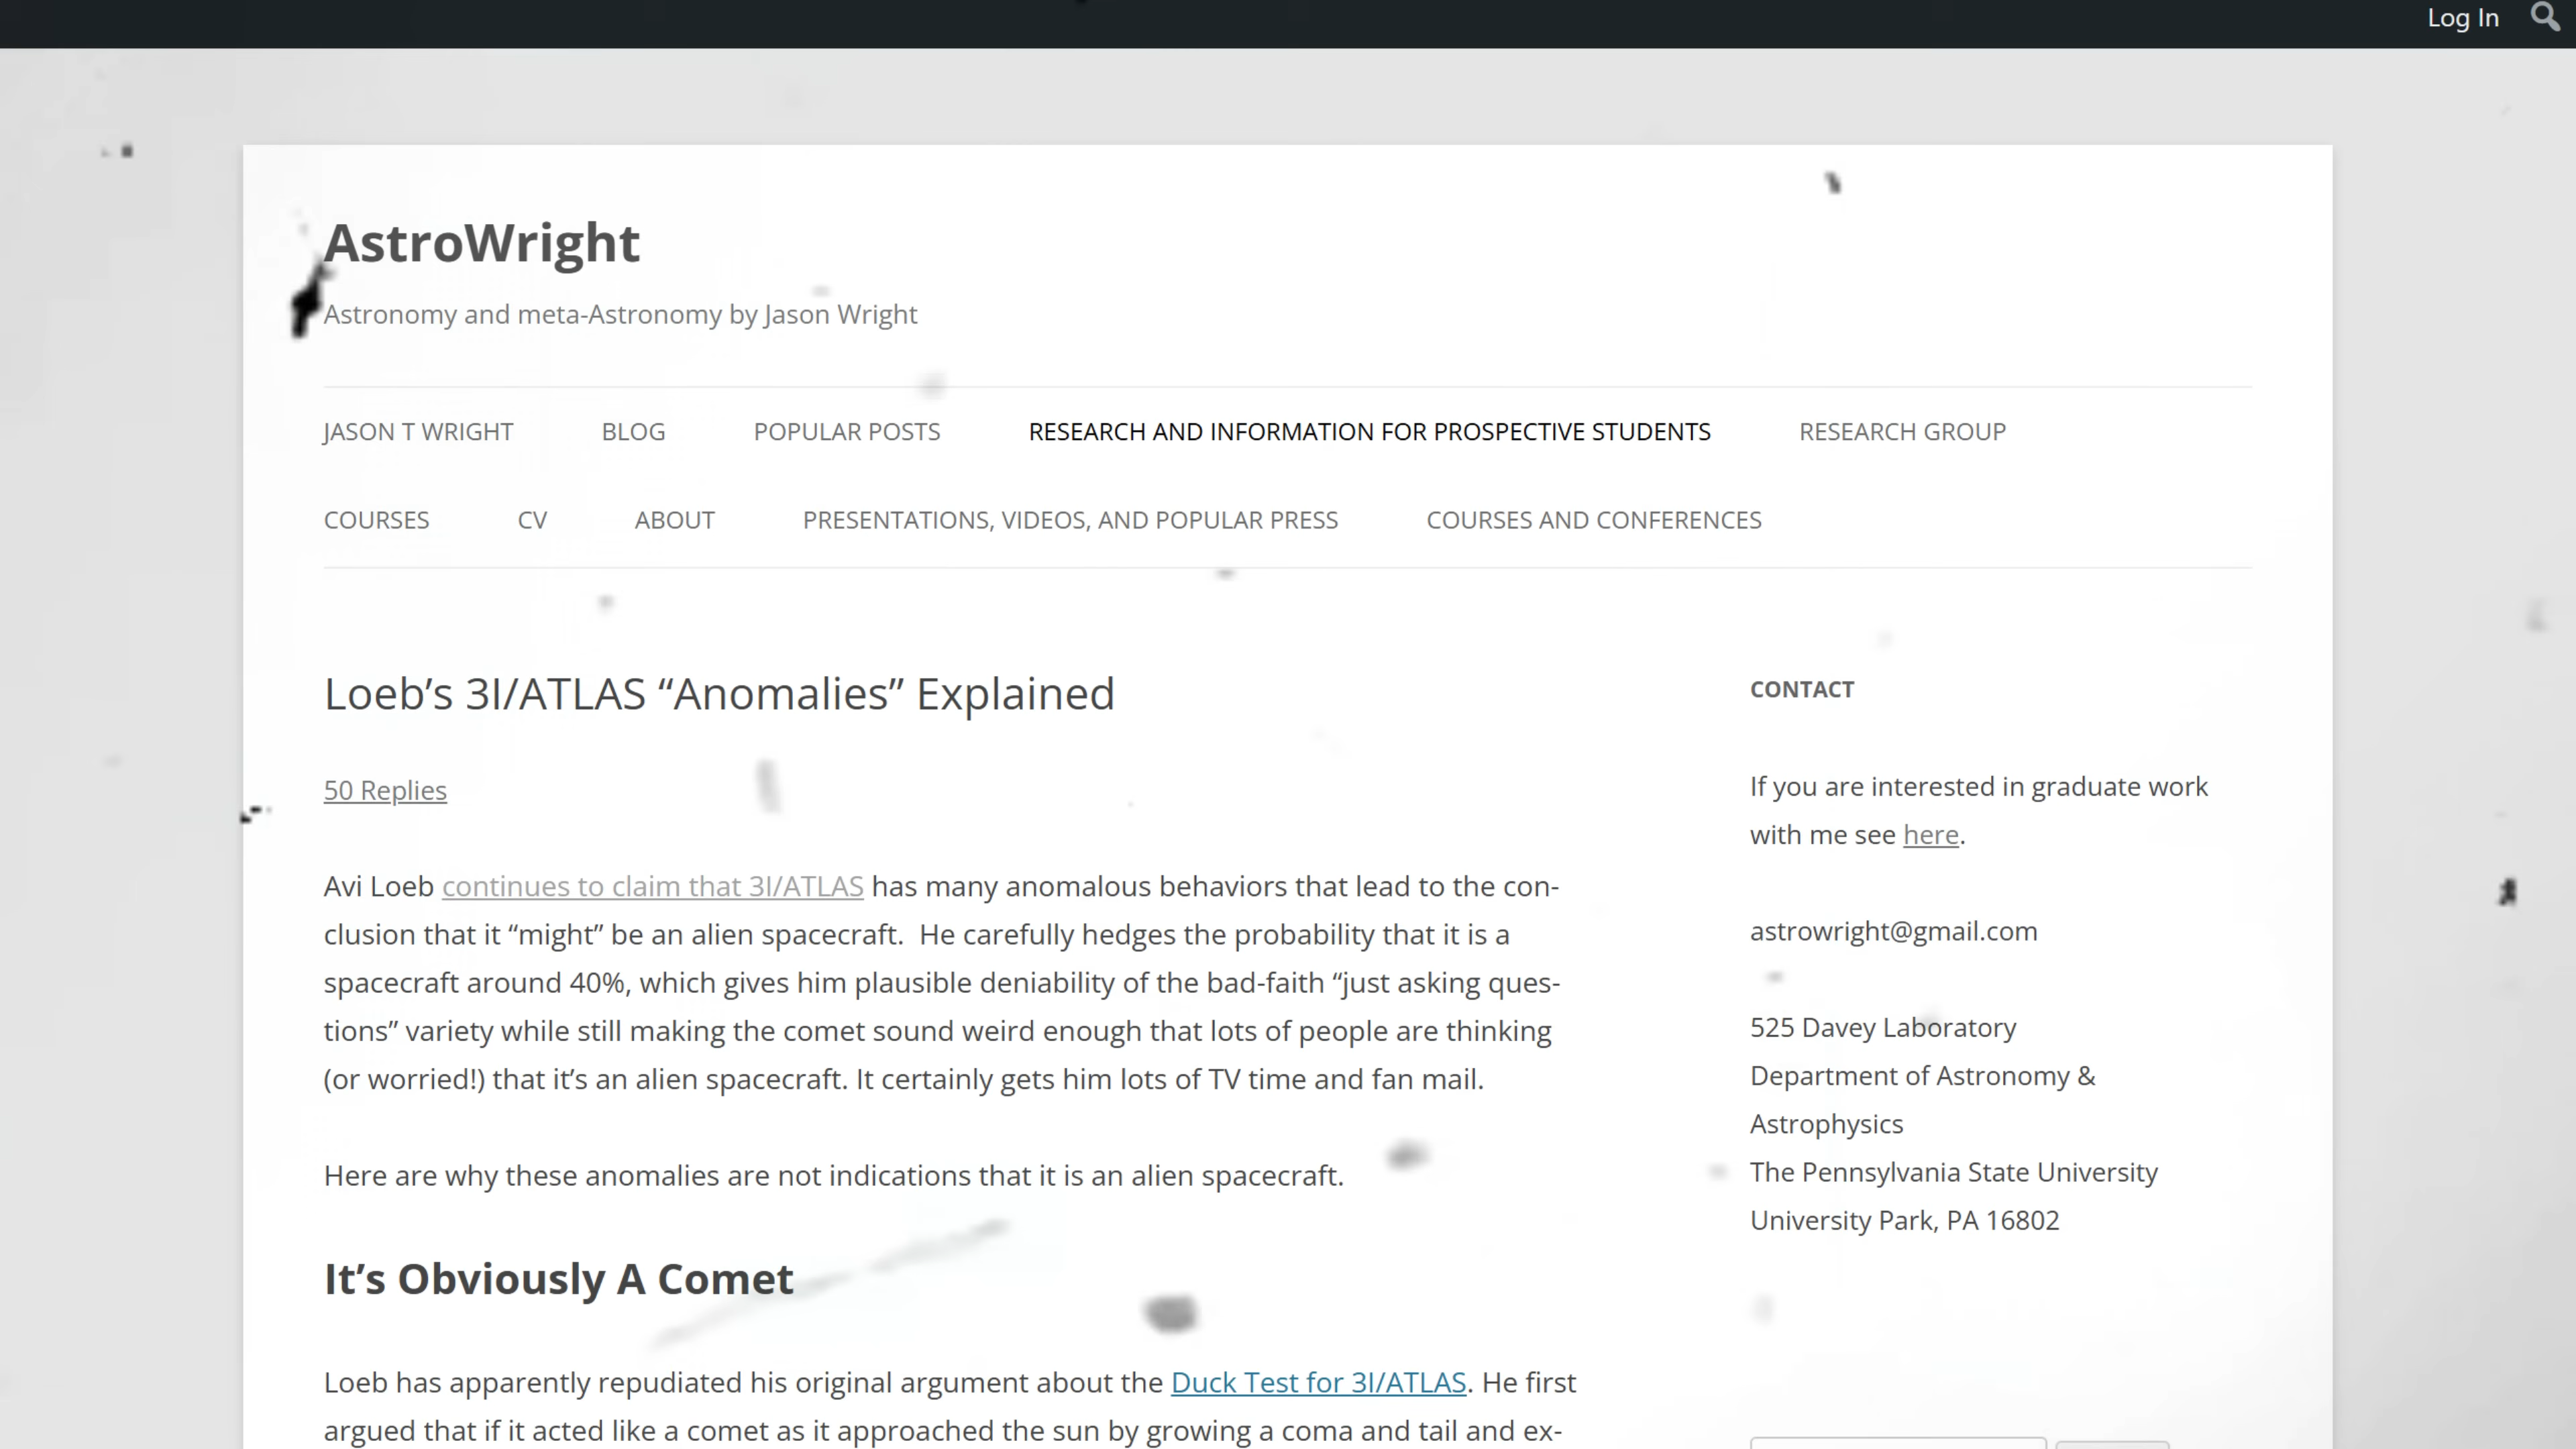 Log In
AstroWright
Astronomy and meta-Astronomy by Jason Wright
JASON T WRIGHT BLOG POPULAR POSTS RESEARCH AND INFORMATION FOR PROSPECTIVE STUDENTS RESEARCH GROUP
COURSES CV ABOUT PRESENTATIONS, VIDEOS, AND POPULAR PRESS COURSES AND CONFERENCES
Loeb’s 3I/ATLAS “Anomalies” Explained
50 Replies
Avi Loeb continues to claim that 3I/ATLAS has many anomalous behaviors that lead to the con-
clusion that it “might” be an alien spacecraft.  He carefully hedges the probability that it is a
spacecraft around 40%, which gives him plausible deniability of the bad-faith “just asking ques-
tions” variety while still making the comet sound weird enough that lots of people are thinking
(or worried!) that it’s an alien spacecraft. It certainly gets him lots of TV time and fan mail.
Here are why these anomalies are not indications that it is an alien spacecraft.
It’s Obviously A Comet
Loeb has apparently repudiated his original argument about the Duck Test for 3I/ATLAS. He first
argued that if it acted like a comet as it approached the sun by growing a coma and tail and ex-
CONTACT
If you are interested in graduate work
with me see here.
astrowright@gmail.com
525 Davey Laboratory
Department of Astronomy &
Astrophysics
The Pennsylvania State University
University Park, PA 16802